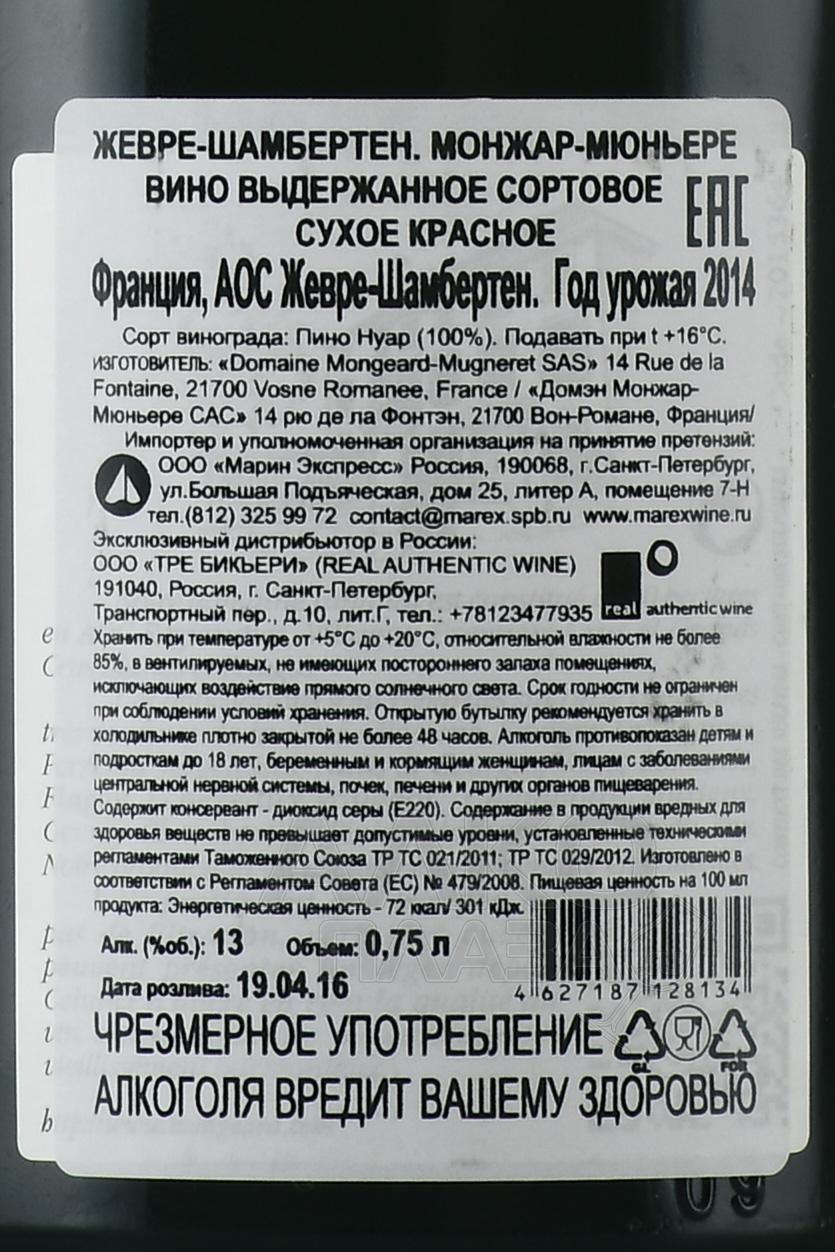 ЖЕВРЕ-ШАМБЕРТЕН. МОНЖАР-МЮНЬЕРЕ
ВИНО ВЫДЕРЖАННОЕ СОРТОВОЕ
СУХОЕ КРАСНОЕ
EAC
Франция, АОС Жевре-Шамбертен. Год урожая 2014
Сорт винограда: Пино Нуар (100%). Подавать при t +16°С.
ИЗГОТОВИТЕЛЬ: «Domaine Mongeard-Mugneret SAS» 14 Rue de la
Fontaine, 21700 Vosne Romanee, France / «Домэн Монжар-
Мюньере САС» 14 рю де ла Фонтэн, 21700 Вон-Романе, Франция/
Импортер и уполномоченная организация на принятие претензий:
ООО «Марин Экспресс» Россия, 190068, г.Санкт-Петербург,
ул.Большая Подъяческая, дом 25, литер А, помещение 7-Н
тел.(812) 325 99 72 contact@marex.spb.ru www.marexwine.ru
Эксклюзивный дистрибьютор в России:
ООО «ТРЕ БИКЬЕРИ» (REAL AUTHENTIC WINE)
191040, Россия, г. Санкт-Петербург,
Транспортный пер., д.10, лит.Г, тел.: +78123477935
real authentic wine
Хранить при температуре от +5°С до +20°С, относительной влажности не более
85%, в вентилируемых, не имеющих постороннего запаха помещениях,
исключающих воздействие прямого солнечного света. Срок годности не ограничен
при соблюдении условий хранения. Открытую бутылку рекомендуется хранить в
холодильнике плотно закрытой не более 48 часов. Алкоголь противопоказан детям и
подросткам до 18 лет, беременным и кормящим женщинам, лицам с заболеваниями
центральной нервной системы, почек, печени и других органов пищеварения.
Содержит консервант - диоксид серы (Е220). Содержание в продукции вредных для
здоровья веществ не превышает допустимые уровни, установленные техническими
регламентами Таможенного Союза ТР ТС 021/2011; ТР ТС 029/2012. Изготовлено в
соответствии с Регламентом Совета (ЕС) № 479/2008. Пищевая ценность на 100 мл
продукта: Энергетическая ценность - 72 ккал/ 301 кДж.
Алк. (%об.): 13 Объем: 0,75 л
Дата розлива: 19.04.16
4 627187 128134
ЧРЕЗМЕРНОЕ УПОТРЕБЛЕНИЕ
GL FOR
АЛКОГОЛЯ ВРЕДИТ ВАШЕМУ ЗДОРОВЬЮ